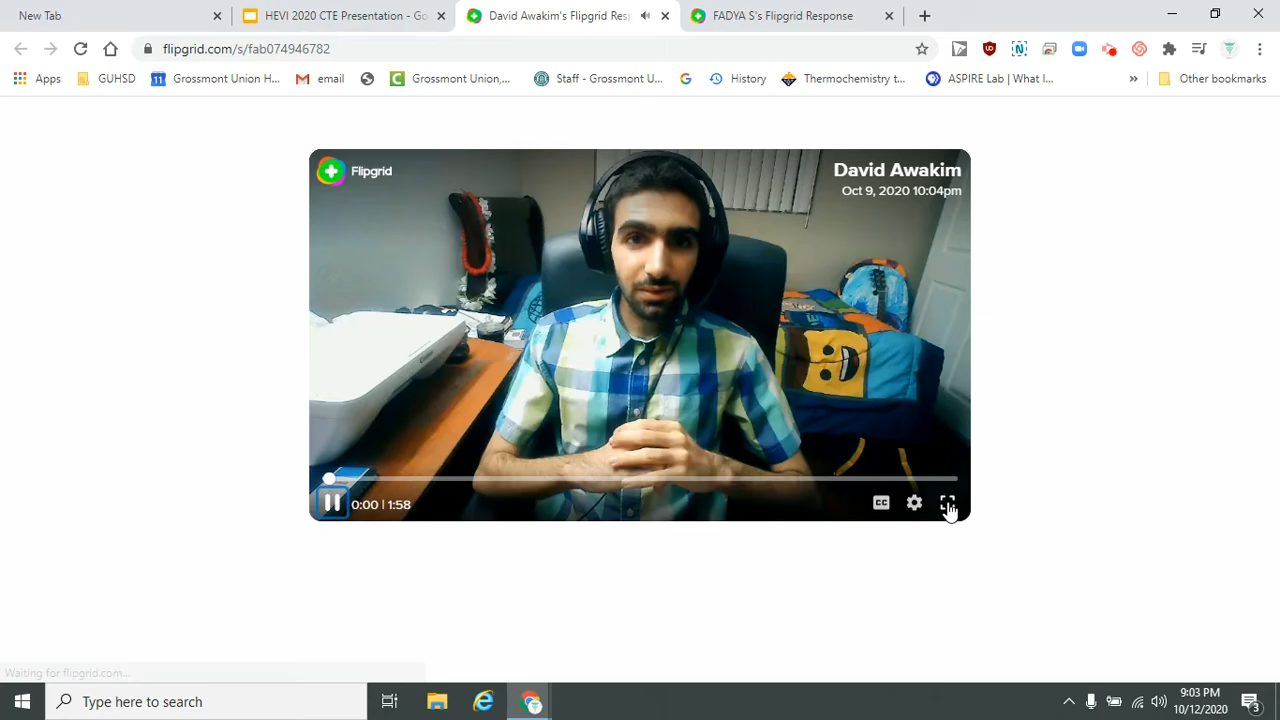 New Tab
HEVI 2020 CTE Presentation - Go
David Awakim's Flipgrid Resp
FADYA S's Flipgrid Response
flipgrid.com/s/fab074946782
Apps
GUHSD
11
Grossmont Union H...
email
Grossmont Union,...
Staff - Grossmont U...
History
Thermochemistry t...
ASPIRE Lab | What I...
»
Other bookmarks
Flipgrid
David Awakim
Oct 9, 2020 10:04pm
0:00 | 1:58
CC
Waiting for flipgrid.com...
Type here to search
9:03 PM
10/12/2020
3